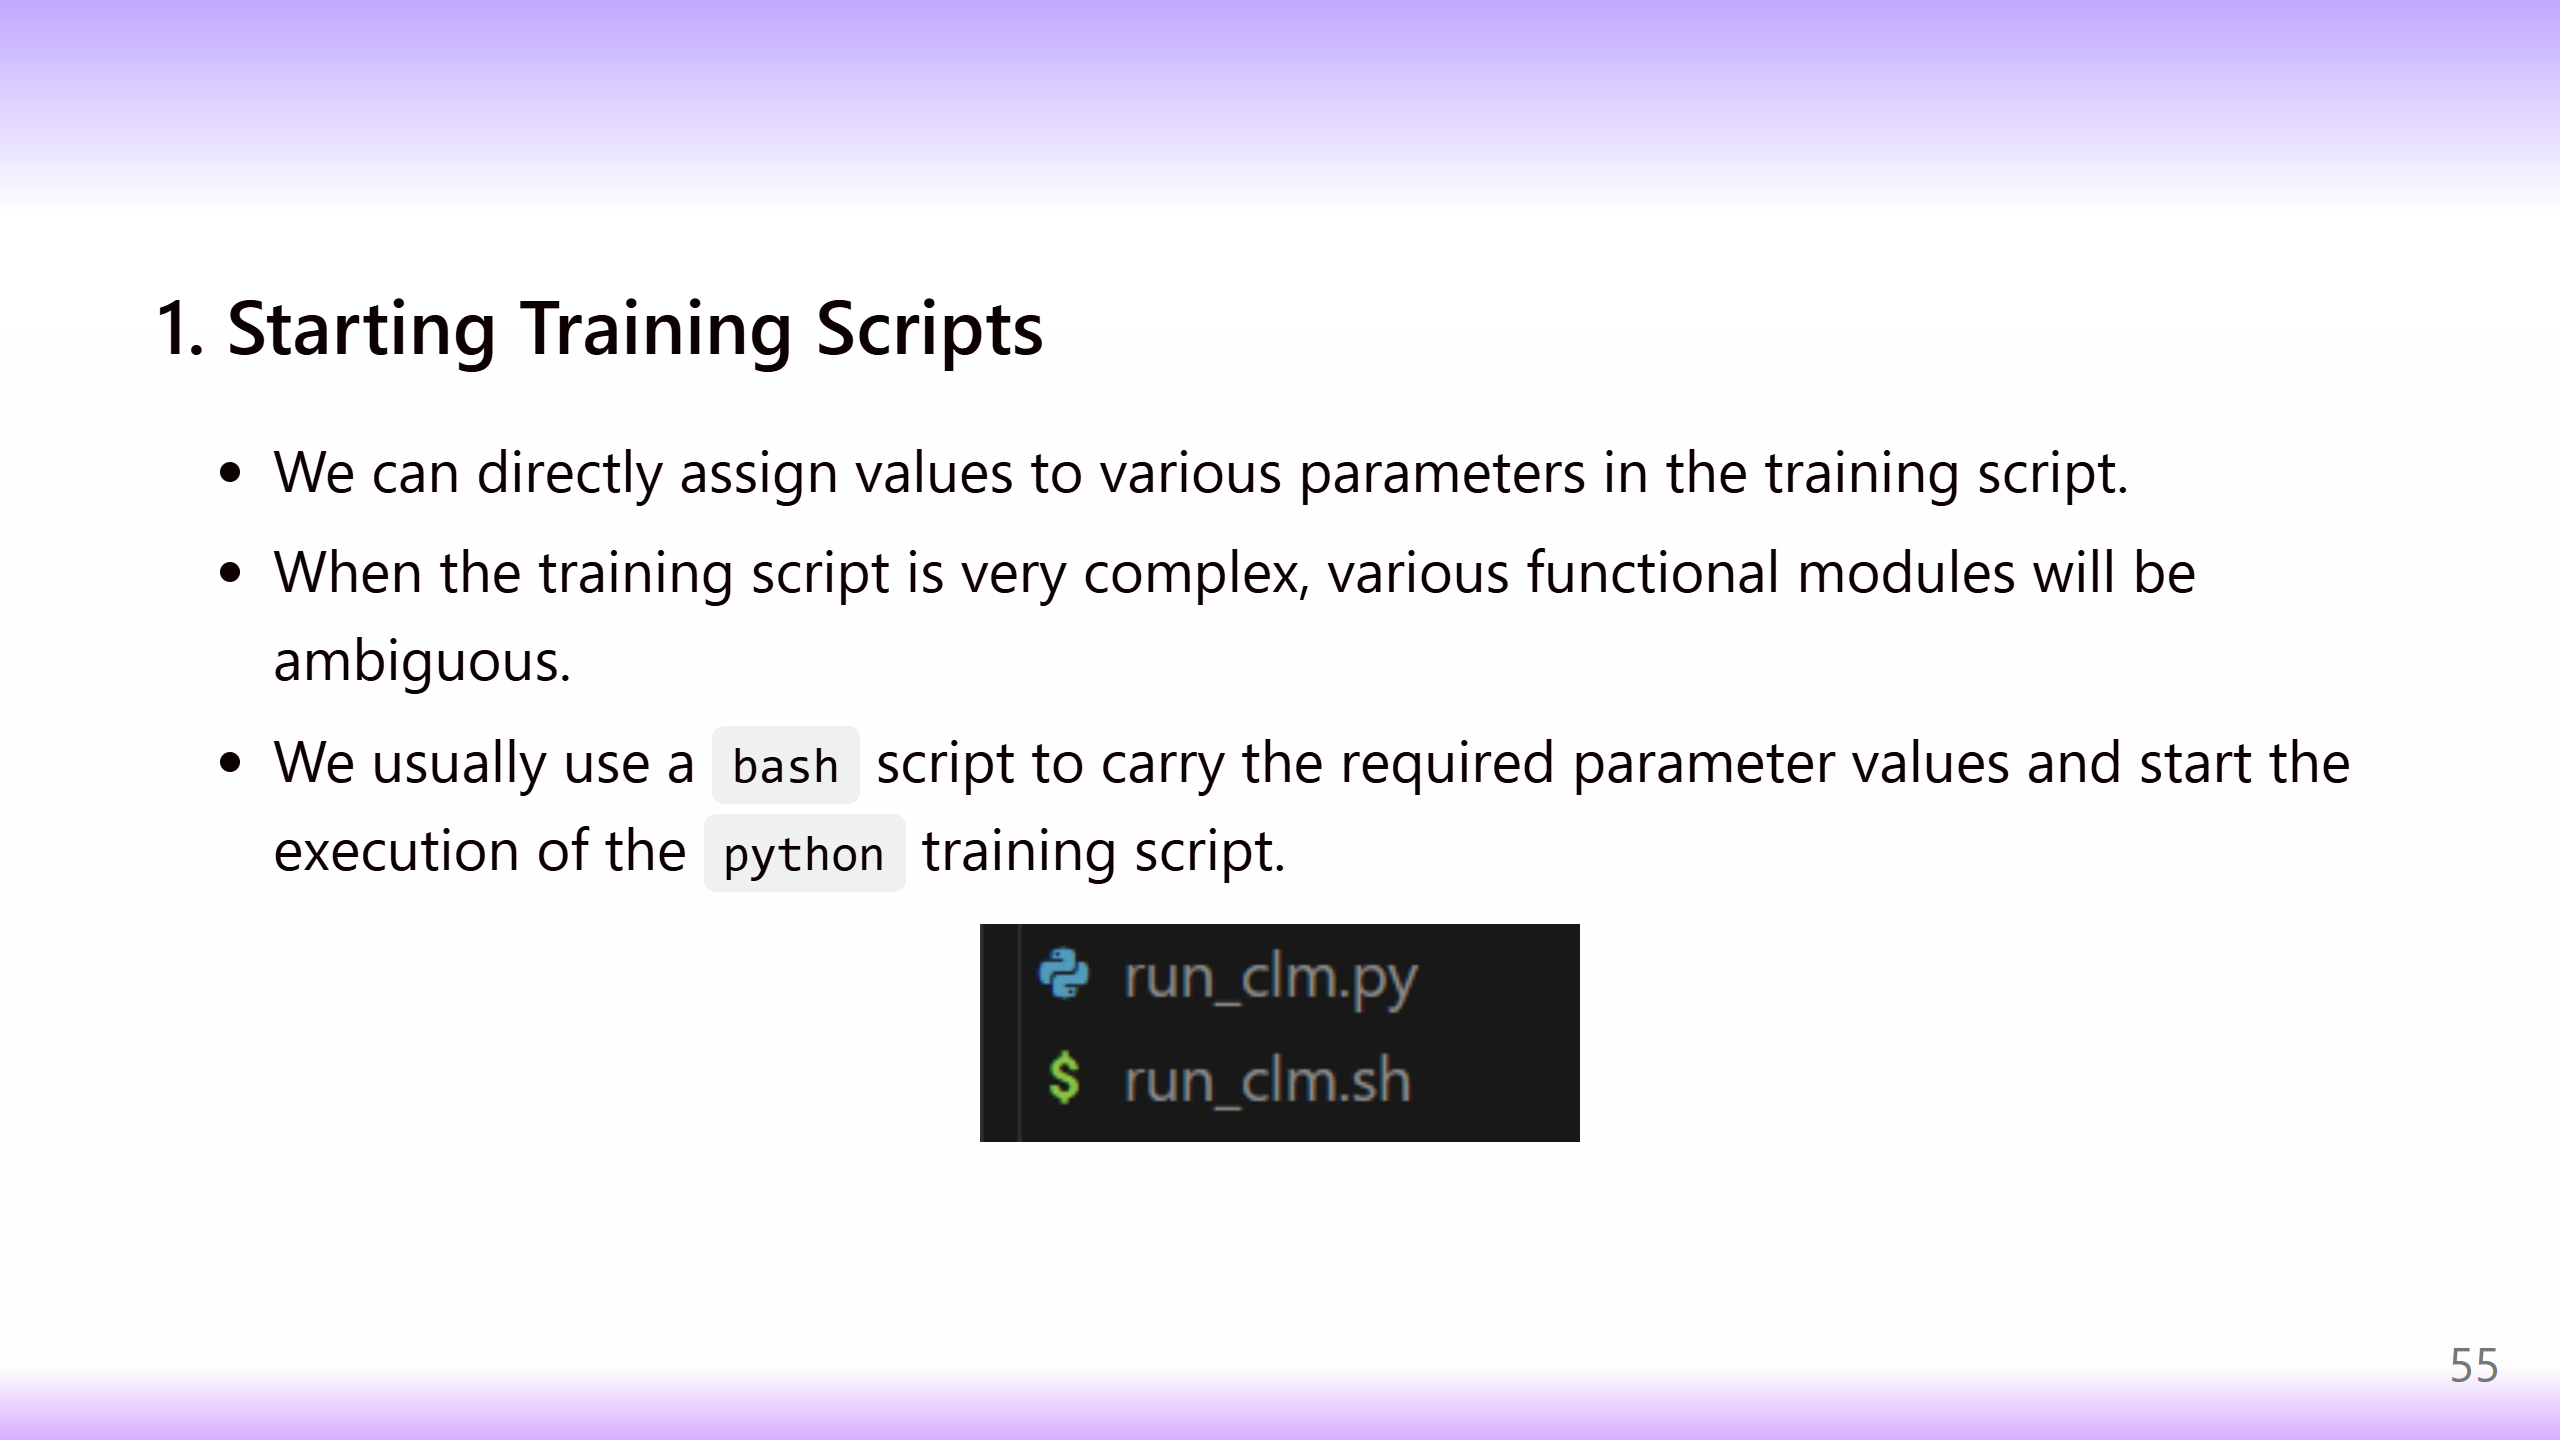 1. Starting Training Scripts
• We can directly assign values to various parameters in the training script.
• When the training script is very complex, various functional modules will be
ambiguous.
• We usually use a bash script to carry the required parameter values and start the
execution of the python training script.
run_clm.py
$ run_clm.sh
55